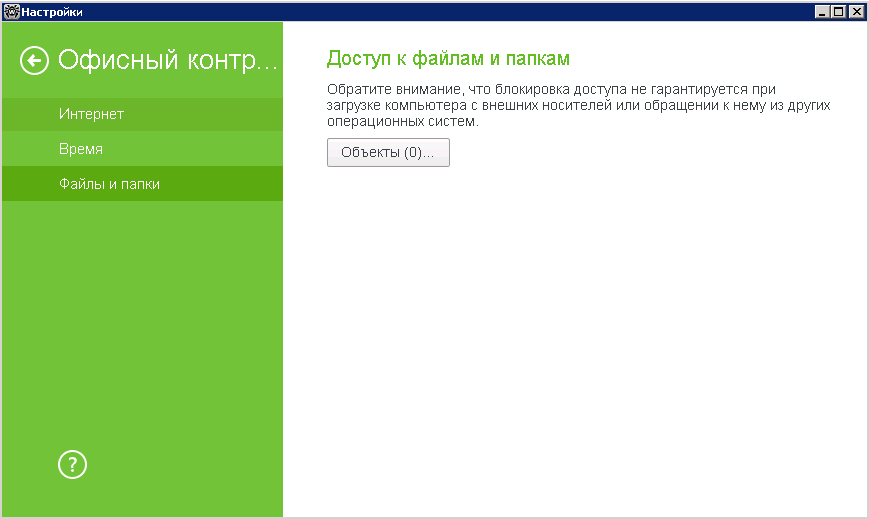 Настройки
Офисный контр...
Интернет
Время
Файлы и папки
?
Доступ к файлам и папкам
Обратите внимание, что блокировка доступа не гарантируется при
загрузке компьютера с внешних носителей или обращении к нему из других
операционных систем.
Объекты (0)...